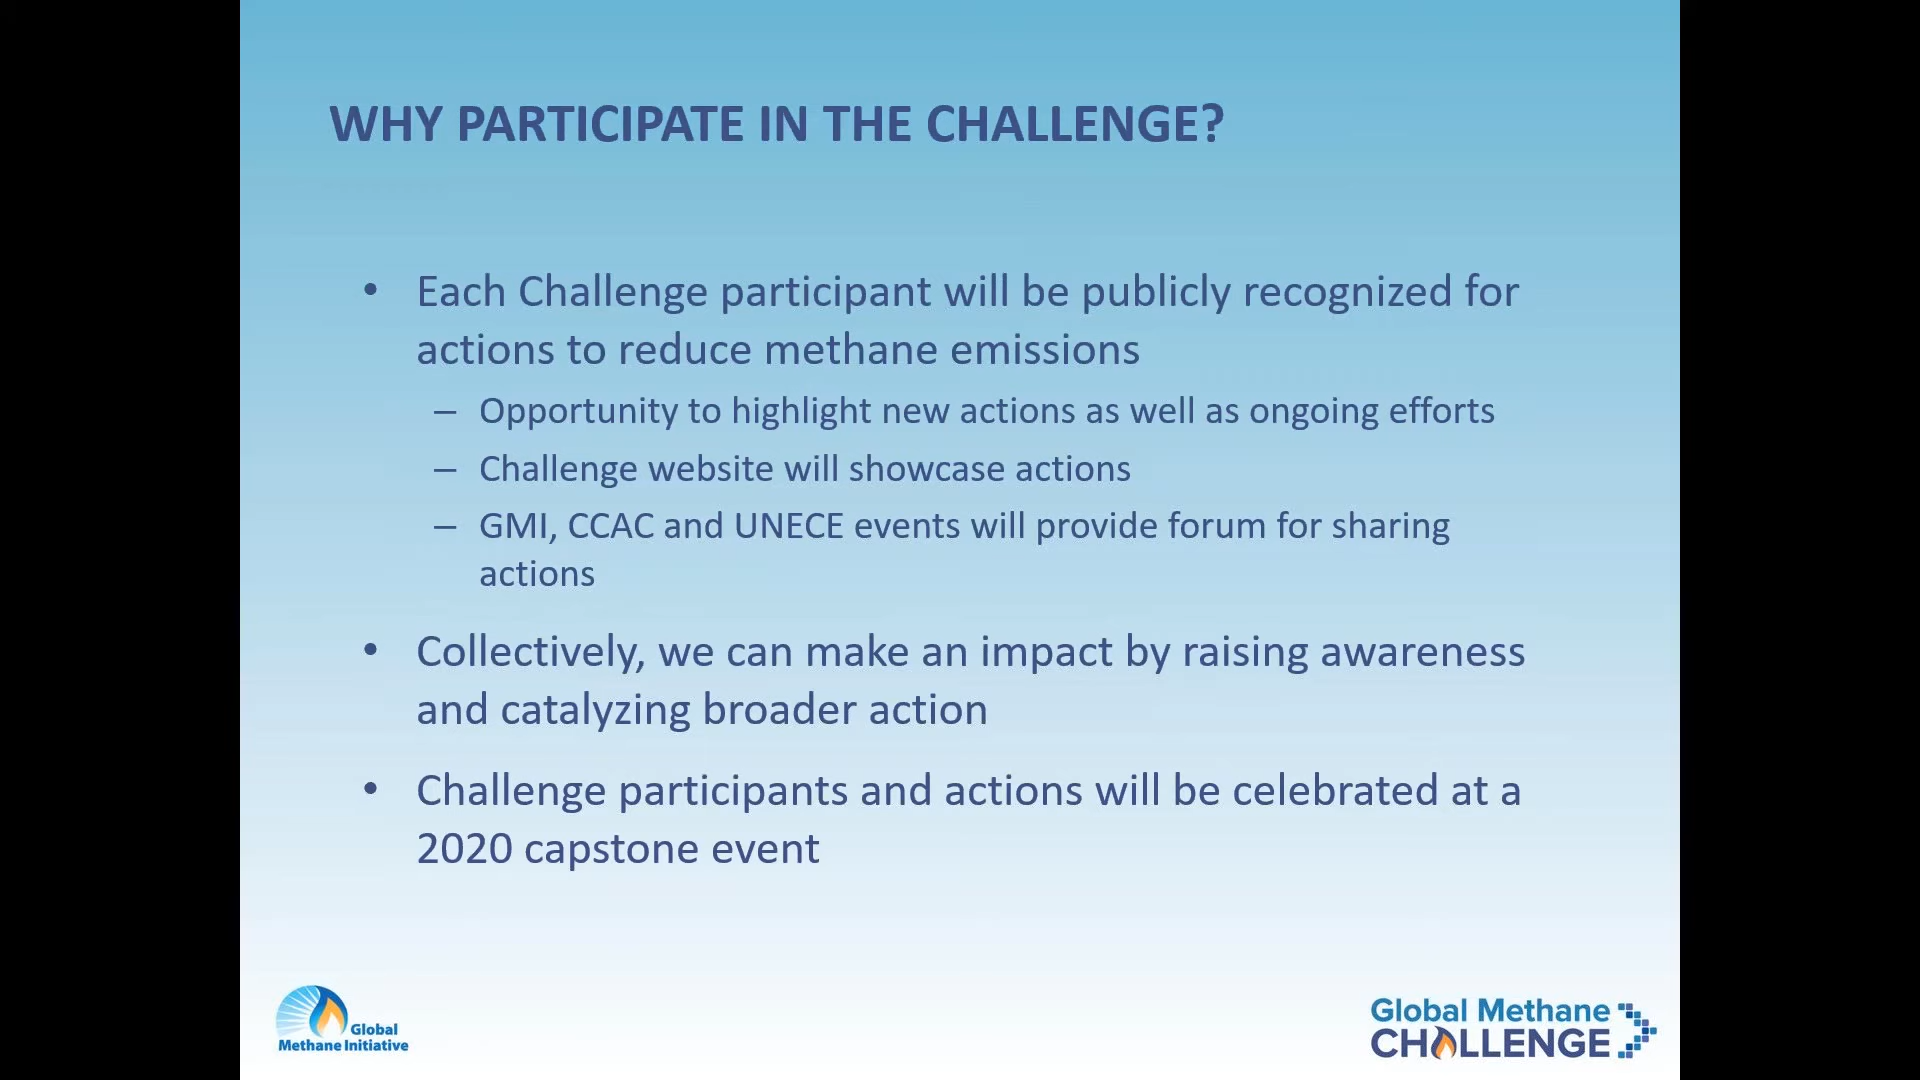 WHY PARTICIPATE IN THE CHALLENGE?
• Each Challenge participant will be publicly recognized for
actions to reduce methane emissions
– Opportunity to highlight new actions as well as ongoing efforts
– Challenge website will showcase actions
– GMI, CCAC and UNECE events will provide forum for sharing
actions
• Collectively, we can make an impact by raising awareness
and catalyzing broader action
• Challenge participants and actions will be celebrated at a
2020 capstone event
Global
Methane Initiative
Global Methane
CHALLENGE